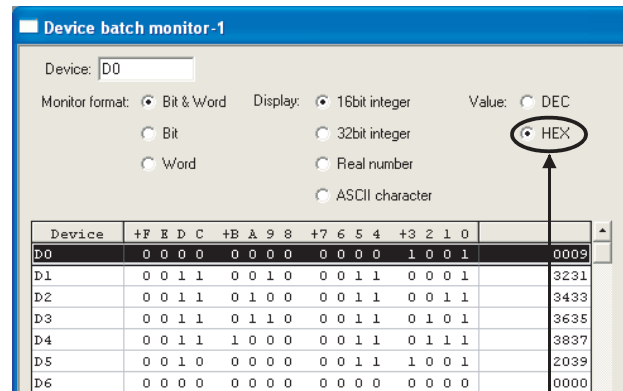 Device batch monitor-1
Device: D0
Monitor format: Bit & Word Display: 16bit integer Value: DEC
Bit 32bit integer HEX
Word Real number
ASCII character
Device +F E D C +B A 9 8 +7 6 5 4 +3 2 1 0
D0 0 0 0 0 0 0 0 0 0 0 0 0 1 0 0 1 0009
D1 0 0 1 1 0 0 1 0 0 0 1 1 0 0 0 1 3231
D2 0 0 1 1 0 1 0 0 0 0 1 1 0 0 1 1 3433
D3 0 0 1 1 0 1 1 0 0 0 1 1 0 1 0 1 3635
D4 0 0 1 1 1 0 0 0 0 0 1 1 0 1 1 1 3837
D5 0 0 1 0 0 0 0 0 0 0 1 1 1 0 0 1 2039
D6 0 0 0 0 0 0 0 0 0 0 0 0 0 0 0 0 0000